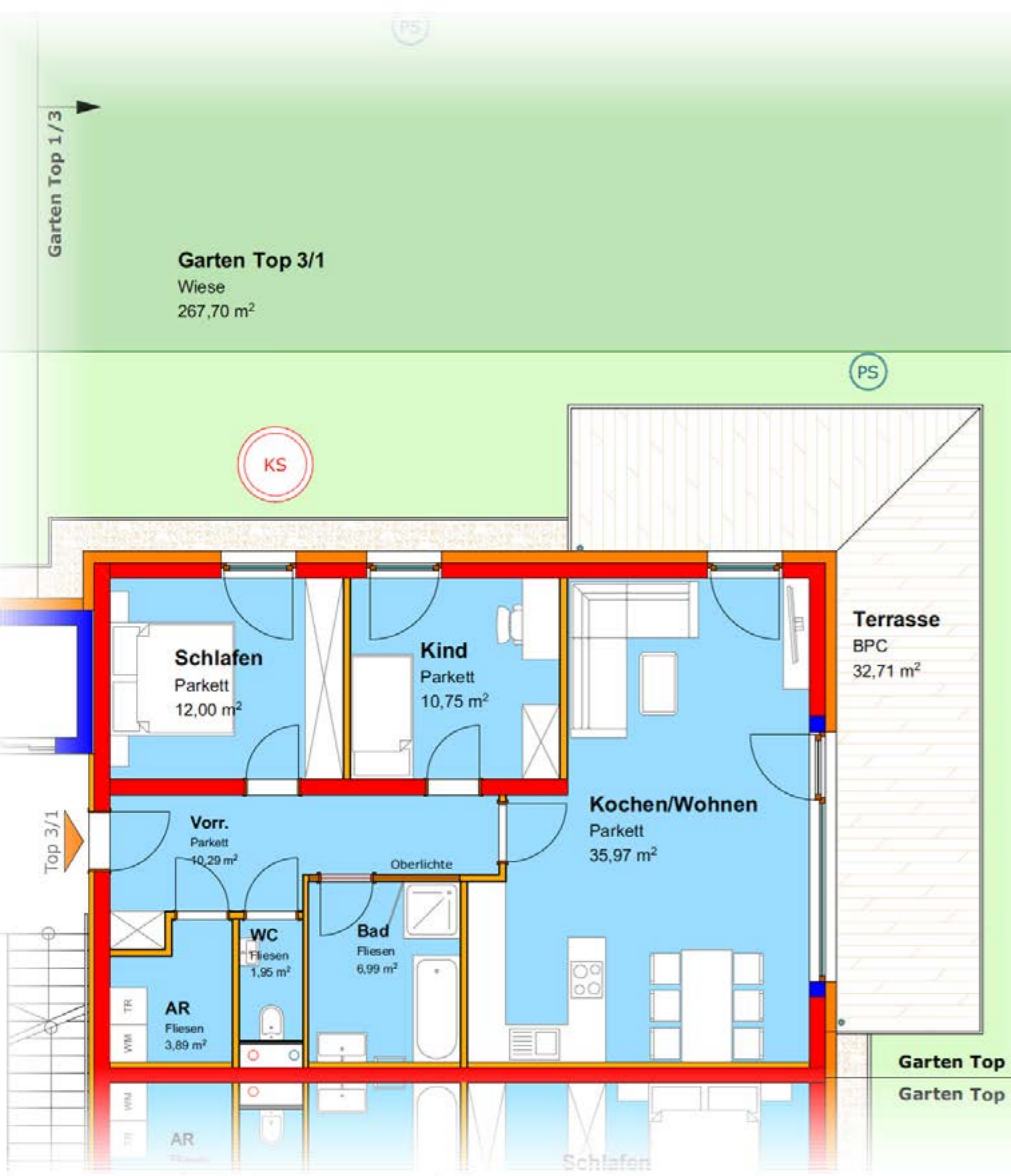 PS
Garten Top 1/3
Garten Top 3/1
Wiese
267,70 m²
PS
KS
Terrasse
BPC
32,71 m²
Schlafen
Parkett
12,00 m²
Kind
Parkett
10,75 m²
Kochen/Wohnen
Parkett
35,97 m²
Top 3/1
Vorr.
Parkett
10,29 m²
Oberlichte
WC
Fliesen
1,95 m²
Bad
Fliesen
6,99 m²
AR
Fliesen
3,89 m²
TR
WM
Garten Top
Garten Top
WM
TR
AR
Fliesen
Schlafen